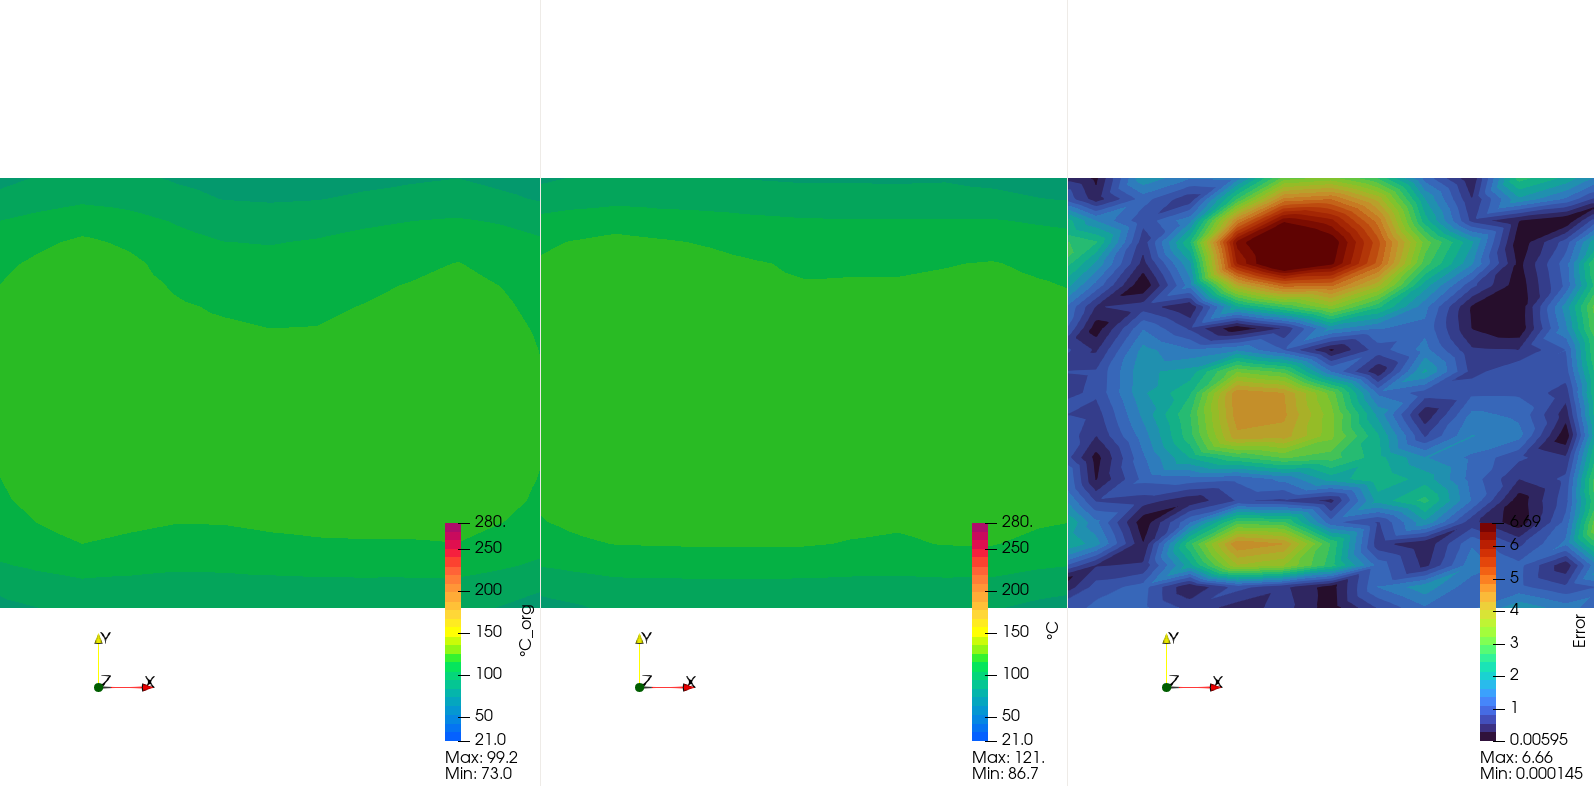 280.
250
200
150
100
50
21.0
°C_org
Max: 99.2
Min: 73.0
Y
Z
X
280.
250
200
150
100
50
21.0
°C
Max: 121.
Min: 86.7
Y
Z
X
6.69
6
5
4
3
2
1
0.00595
Error
Max: 6.66
Min: 0.000145
Y
Z
X